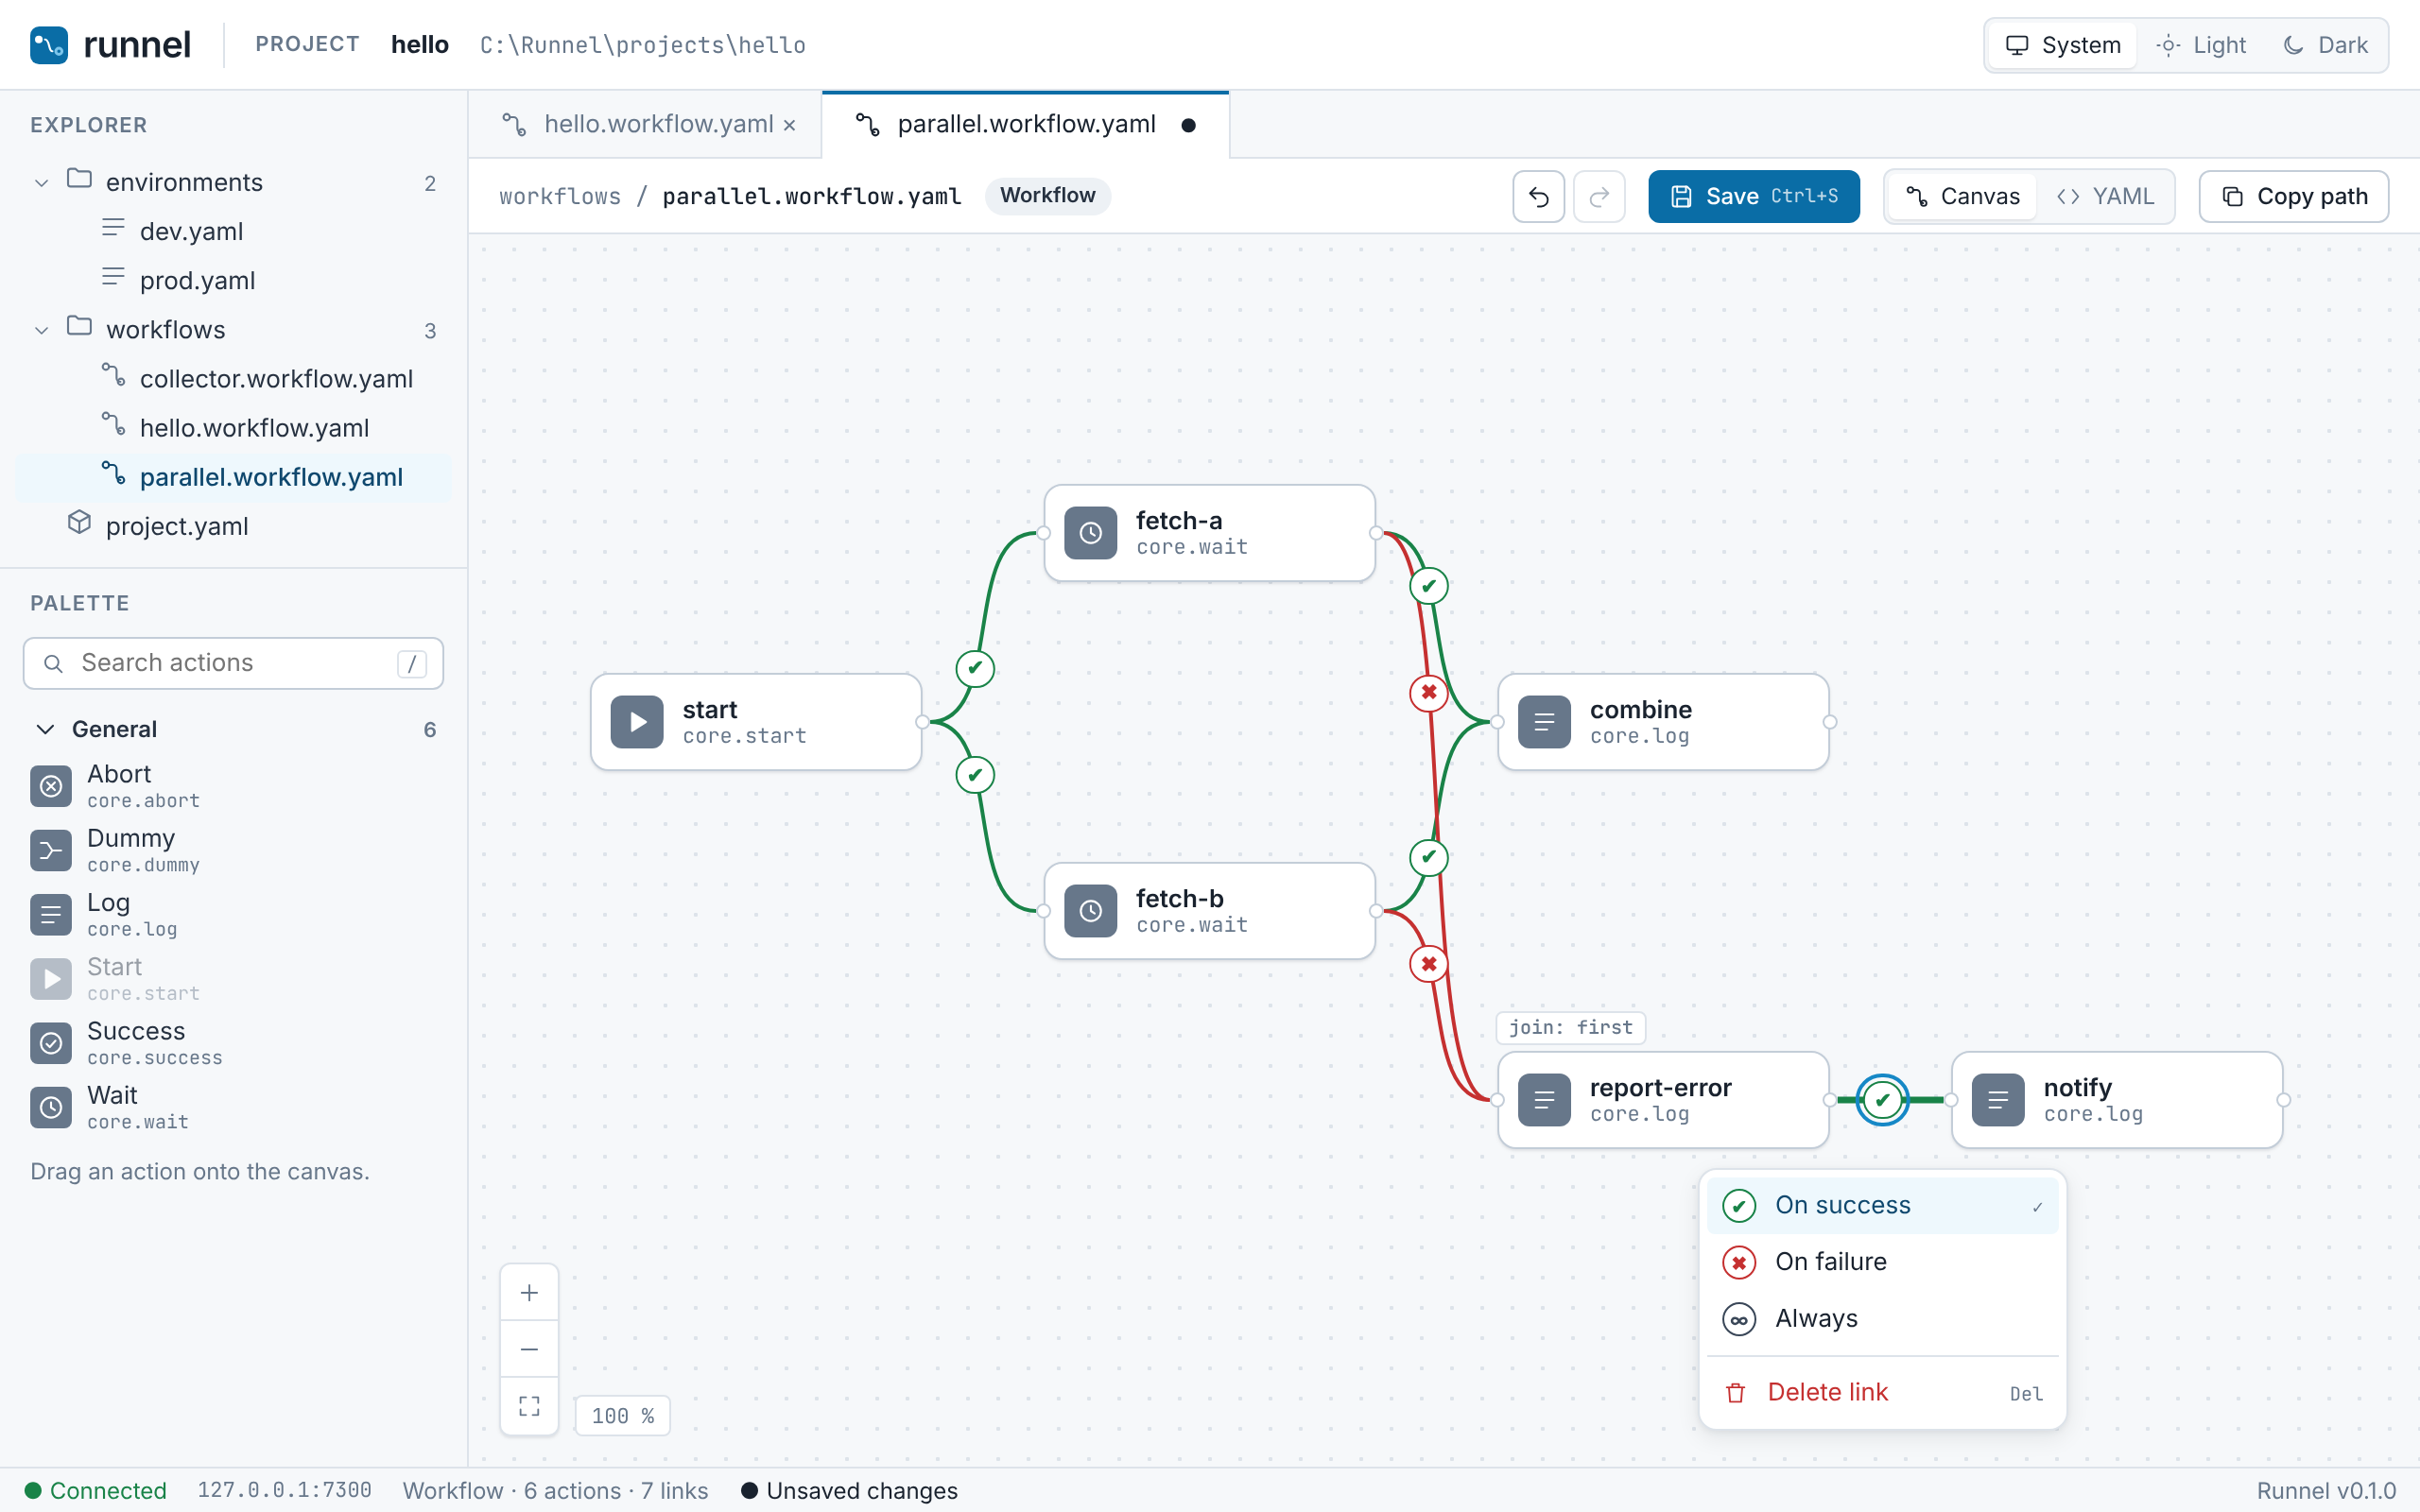 runnel
PROJECT hello C:\Runnel\projects\hello
System Light Dark
EXPLORER
environments 2
dev.yaml
prod.yaml
workflows 3
collector.workflow.yaml
hello.workflow.yaml
parallel.workflow.yaml
project.yaml
PALETTE
Search actions /
General 6
Abort
core.abort
Dummy
core.dummy
Log
core.log
Start
core.start
Success
core.success
Wait
core.wait
Drag an action onto the canvas.
hello.workflow.yaml ×
parallel.workflow.yaml
workflows / parallel.workflow.yaml Workflow
Save Ctrl+S Canvas YAML Copy path
fetch-a
core.wait
start
core.start
combine
core.log
fetch-b
core.wait
join: first
report-error
core.log
notify
core.log
On success ✓
On failure
Always
Delete link Del
100 %
Connected 127.0.0.1:7300 Workflow · 6 actions · 7 links Unsaved changes
Runnel v0.1.0